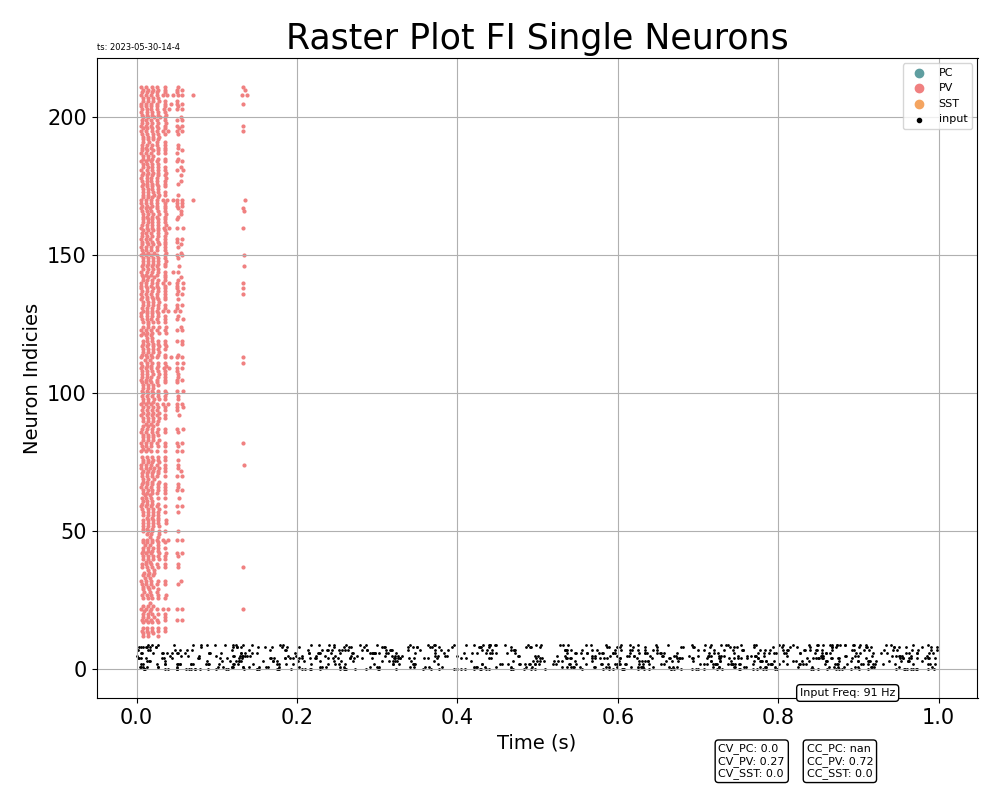 Raster Plot FI Single Neurons
ts: 2023-05-30-14-4
PC
PV
SST
input
200
150
100
50
0
Neuron Indicies
0.0 0.2 0.4 0.6 0.8 1.0
Time (s)
Input Freq: 91 Hz
CV_PC: 0.0
CV_PV: 0.27
CV_SST: 0.0
CC_PC: nan
CC_PV: 0.72
CC_SST: 0.0